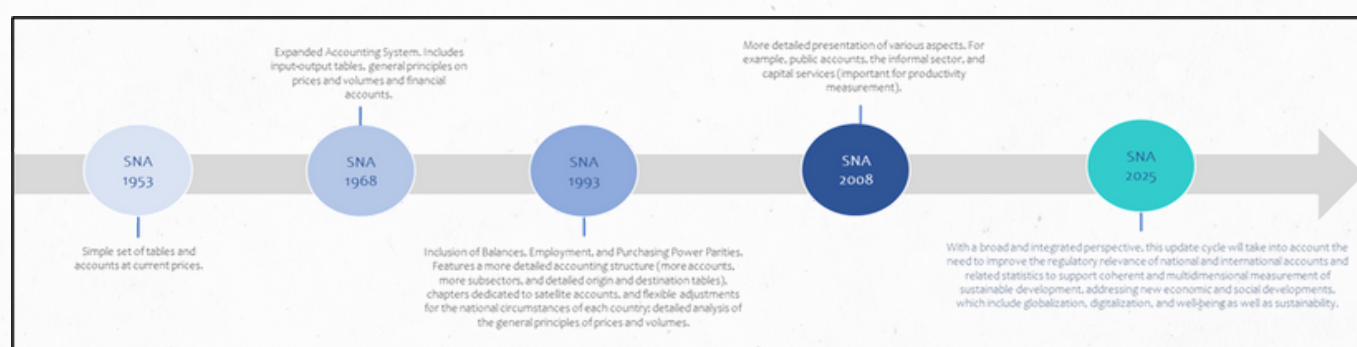 Expanded Accounting System. Includes
input-output tables, general principles on
prices and volumes and financial
accounts.
More detailed presentation of various aspects. For
example, public accounts, the informal sector, and
capital services (important for productivity
measurement).
SNA
1953
SNA
1968
SNA
1993
SNA
2008
SNA
2025
Simple set of tables and
accounts at current prices.
Inclusion of Balances, Employment, and Purchasing Power Parities.
Features a more detailed accounting structure (more accounts,
more subsectors, and detailed origin and destination tables),
chapters dedicated to satellite accounts, and flexible adjustments
for the national circumstances of each country; detailed analysis of
the general principles of prices and volumes.
With a broad and integrated perspective, this update cycle will take into account the
need to improve the regulatory relevance of national and international accounts and
related statistics to support coherent and multidimensional measurement of
sustainable development, addressing new economic and social developments,
which include globalization, digitalization, and well-being as well as sustainability.